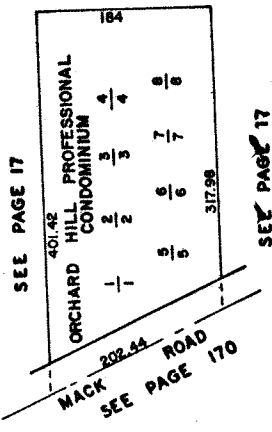 184
SEE PAGE 17
401.42
ORCHARD HILL PROFESSIONAL
CONDOMINIUM
1/1 2/2 3/3 4/4
5/5 6/6 7/7 8/8
317.98
SEE PAGE 17
202.44
MACK ROAD
SEE PAGE 170